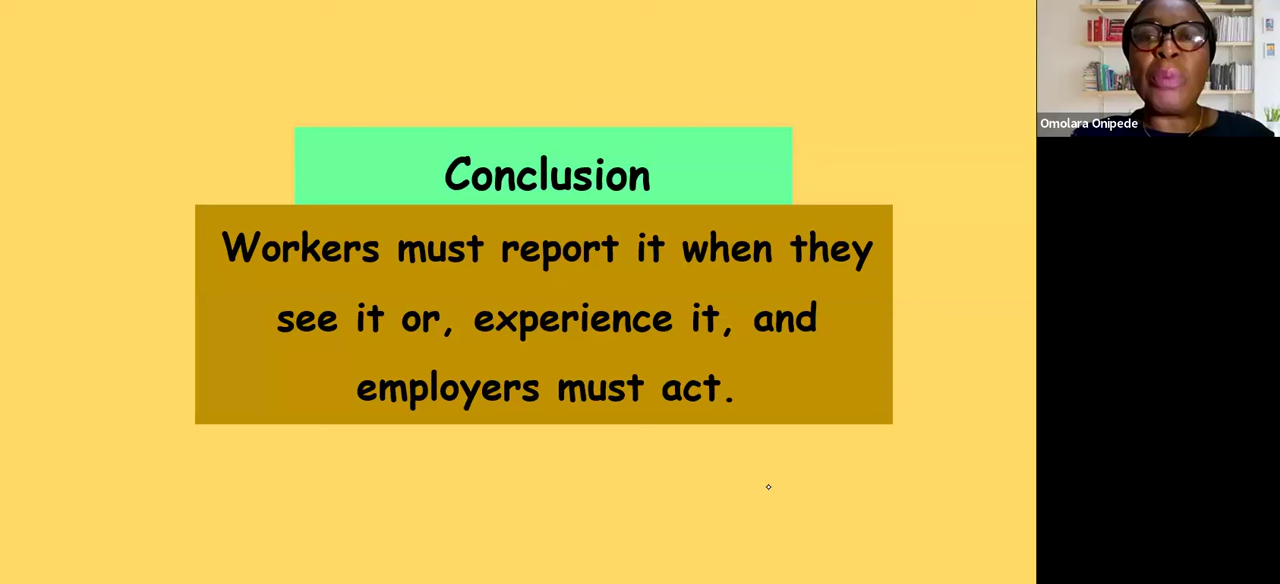 Conclusion
Workers must report it when they
see it or, experience it, and
employers must act.
Omolara Onipede